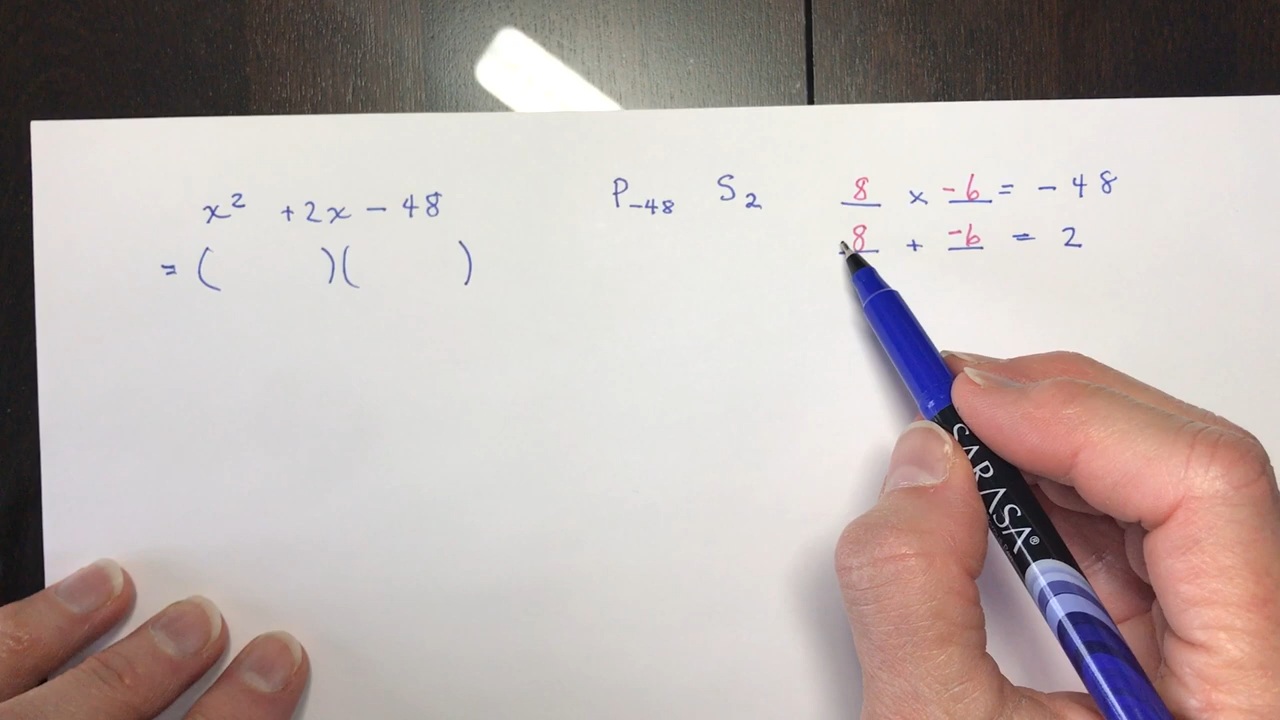 x² +2x - 48
= (      )(      )
P₋₄₈ S₂
8 x -6 = - 48
8 + -6 = 2
SARASA®